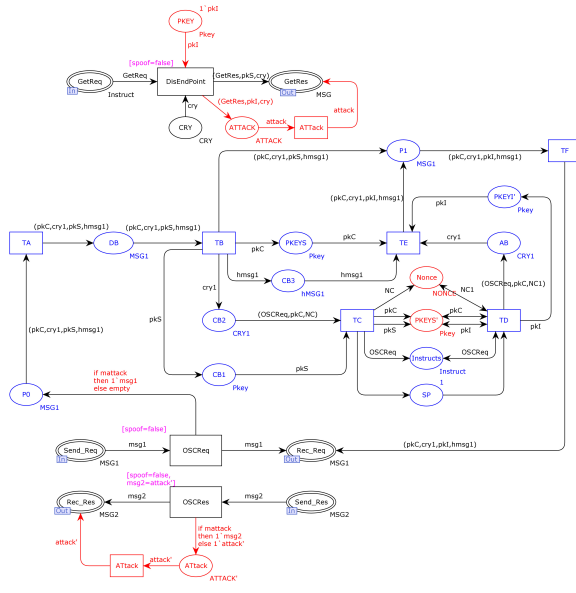 1`pkI
PKEY
Pkey
pkI
[spoof=false]
GetReq
GetReq
In
Instruct
DisEndPoint
(GetRes,pkS,cry)
GetRes
Out
MSG
cry
(GetRes,pkI,cry)
attack
CRY
CRY
ATTACK
ATTACK
attack
ATTack
P1
MSG1
(pkC,cry1,pkS,hmsg1)
(pkC,cry1,pkI,hmsg1)
TF
(pkC,cry1,pkI,hmsg1)
pkI
PKEYI'
Pkey
(pkC,cry1,pkS,hmsg1)
(pkC,cry1,pkS,hmsg1)
TA
DB
MSG1
TB
pkC
PKEYS
Pkey
pkC
TE
cry1
AB
CRY1
hmsg1
CB3
hMSG1
hmsg1
Nonce
NONCE
NC
NC1
(OSCReq,pkC,NC1)
cry1
CB2
CRY1
(OSCReq,pkC,NC)
TC
pkC
pkS
PKEYS'
Pkey
pkC
pkI
TD
pkI
pkS
(pkC,cry1,pkS,hmsg1)
OSCReq
Instructs
Instruct
OSCReq
CB1
Pkey
pkS
SP
1
P0
MSG1
if mattack
then 1`msg1
else empty
[spoof=false]
Send_Req
In
MSG1
msg1
OSCReq
msg1
Rec_Req
MSG1
(pkC,cry1,pkI,hmsg1)
[spoof=false,
msg2=attack']
Rec_Res
Out
MSG2
msg2
OSCRes
msg2
Send_Res
In
MSG2
if mattack
then 1`msg2
else 1`attack'
attack'
ATtack
attack'
ATtack
ATTACK'